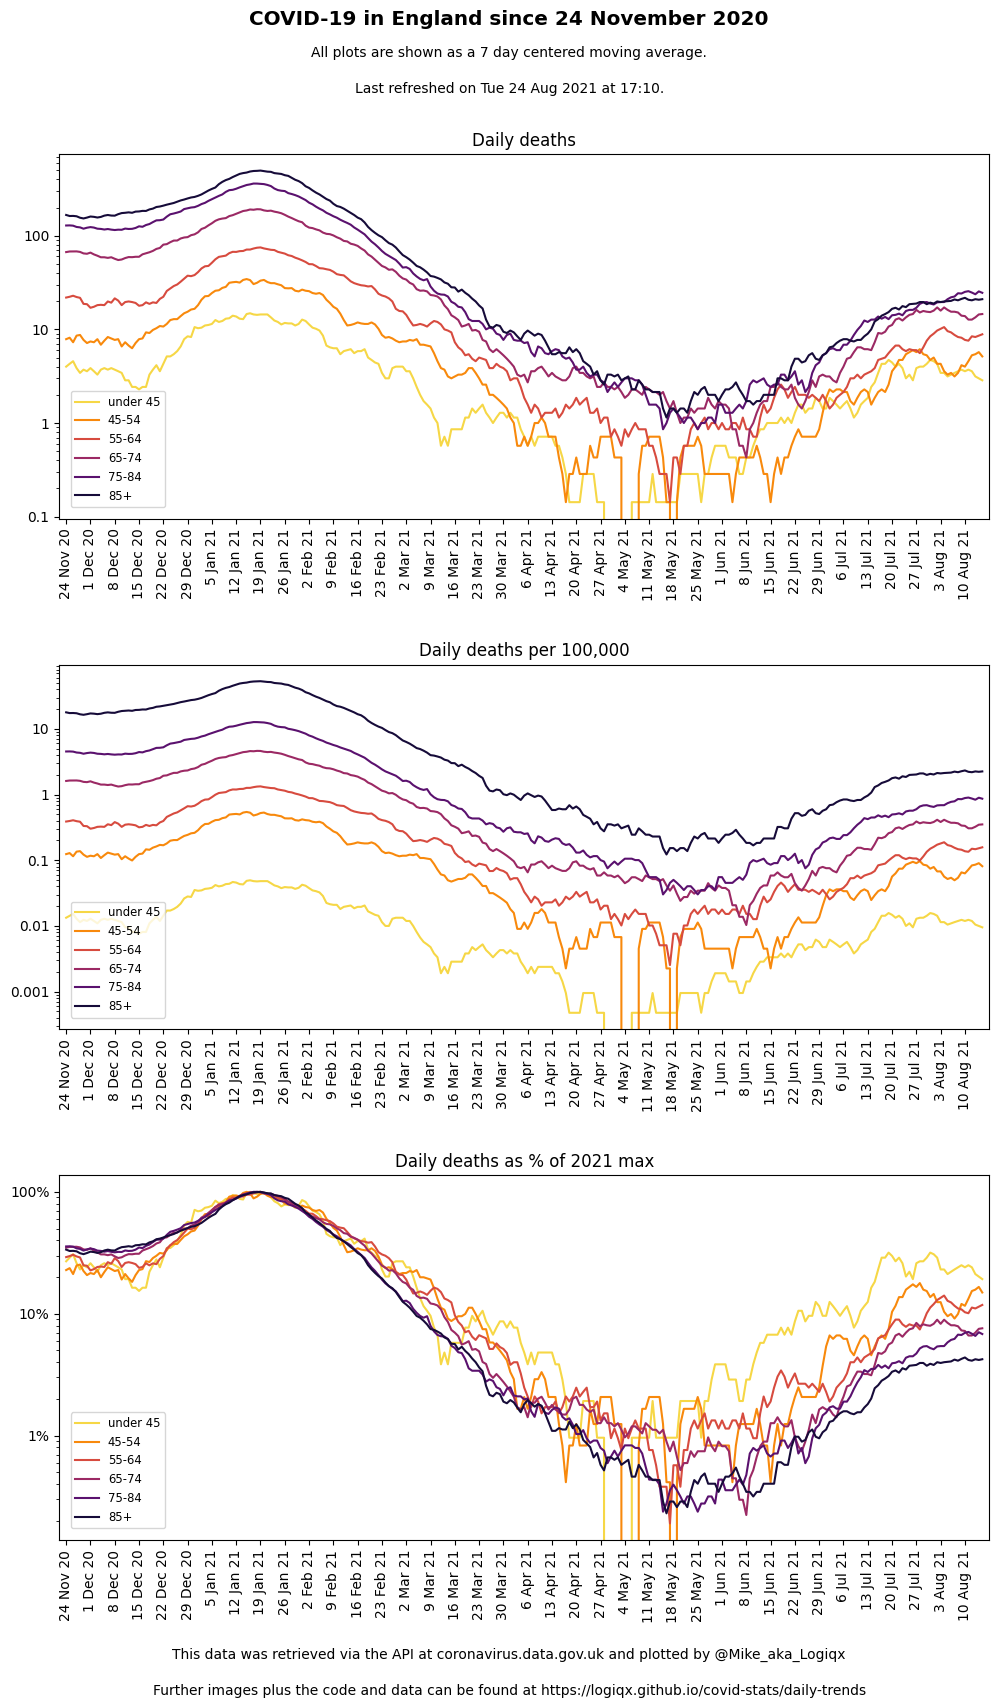 COVID-19 in England since 24 November 2020
All plots are shown as a 7 day centered moving average.
Last refreshed on Tue 24 Aug 2021 at 17:10.
Daily deaths
100
10
1
0.1
under 45
45-54
55-64
65-74
75-84
85+
24 Nov 20
1 Dec 20
8 Dec 20
15 Dec 20
22 Dec 20
29 Dec 20
5 Jan 21
12 Jan 21
19 Jan 21
26 Jan 21
2 Feb 21
9 Feb 21
16 Feb 21
23 Feb 21
2 Mar 21
9 Mar 21
16 Mar 21
23 Mar 21
30 Mar 21
6 Apr 21
13 Apr 21
20 Apr 21
27 Apr 21
4 May 21
11 May 21
18 May 21
25 May 21
1 Jun 21
8 Jun 21
15 Jun 21
22 Jun 21
29 Jun 21
6 Jul 21
13 Jul 21
20 Jul 21
27 Jul 21
3 Aug 21
10 Aug 21
Daily deaths per 100,000
10
1
0.1
0.01
0.001
under 45
45-54
55-64
65-74
75-84
85+
24 Nov 20
1 Dec 20
8 Dec 20
15 Dec 20
22 Dec 20
29 Dec 20
5 Jan 21
12 Jan 21
19 Jan 21
26 Jan 21
2 Feb 21
9 Feb 21
16 Feb 21
23 Feb 21
2 Mar 21
9 Mar 21
16 Mar 21
23 Mar 21
30 Mar 21
6 Apr 21
13 Apr 21
20 Apr 21
27 Apr 21
4 May 21
11 May 21
18 May 21
25 May 21
1 Jun 21
8 Jun 21
15 Jun 21
22 Jun 21
29 Jun 21
6 Jul 21
13 Jul 21
20 Jul 21
27 Jul 21
3 Aug 21
10 Aug 21
Daily deaths as % of 2021 max
100%
10%
1%
under 45
45-54
55-64
65-74
75-84
85+
24 Nov 20
1 Dec 20
8 Dec 20
15 Dec 20
22 Dec 20
29 Dec 20
5 Jan 21
12 Jan 21
19 Jan 21
26 Jan 21
2 Feb 21
9 Feb 21
16 Feb 21
23 Feb 21
2 Mar 21
9 Mar 21
16 Mar 21
23 Mar 21
30 Mar 21
6 Apr 21
13 Apr 21
20 Apr 21
27 Apr 21
4 May 21
11 May 21
18 May 21
25 May 21
1 Jun 21
8 Jun 21
15 Jun 21
22 Jun 21
29 Jun 21
6 Jul 21
13 Jul 21
20 Jul 21
27 Jul 21
3 Aug 21
10 Aug 21
This data was retrieved via the API at coronavirus.data.gov.uk and plotted by @Mike_aka_Logiqx
Further images plus the code and data can be found at https://logiqx.github.io/covid-stats/daily-trends